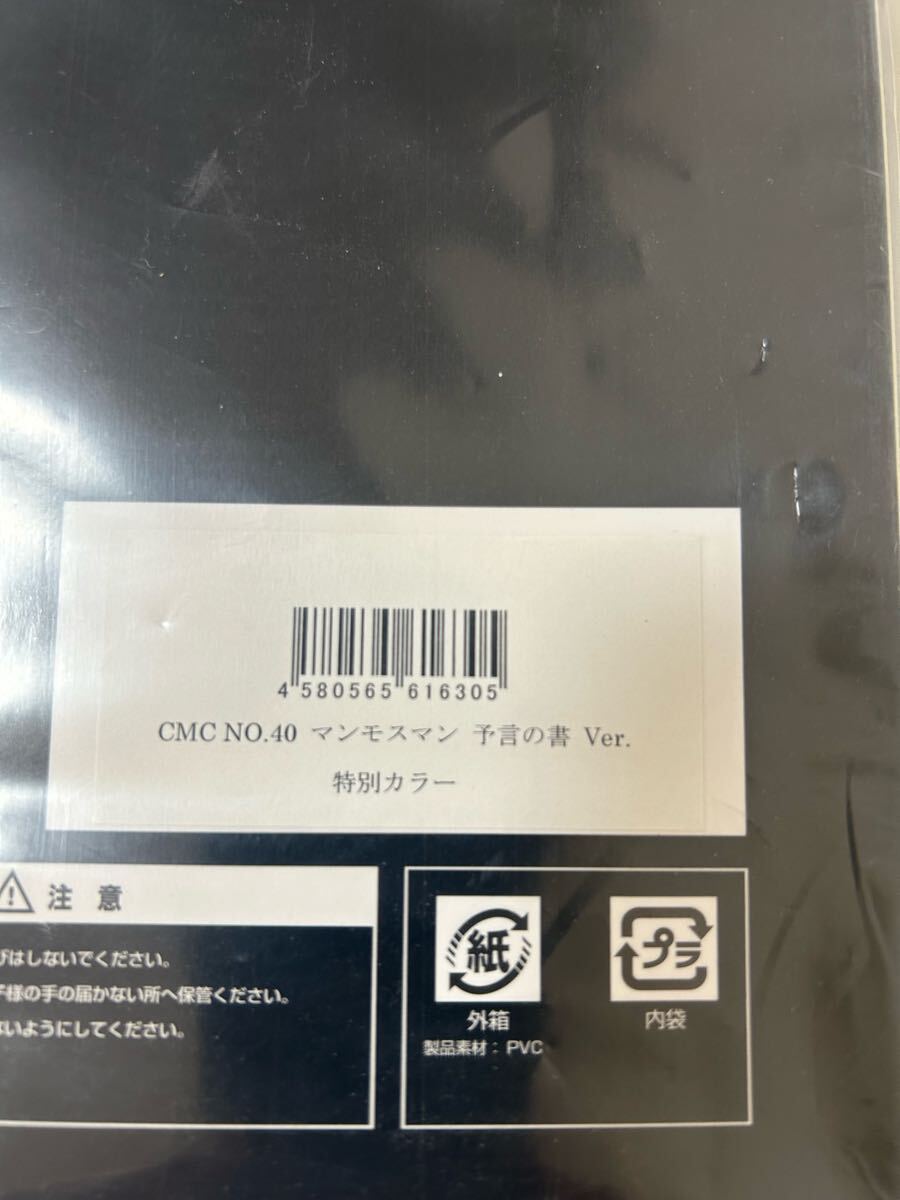 4 580565 616305
CMC NO.40 マンモスマン 予言の書 Ver.
特別カラー
注意
びはしないでください。
子様の手の届かない所へ保管ください。
ないようにしてください。
紙
外箱
プラ
内袋
製品素材：PVC